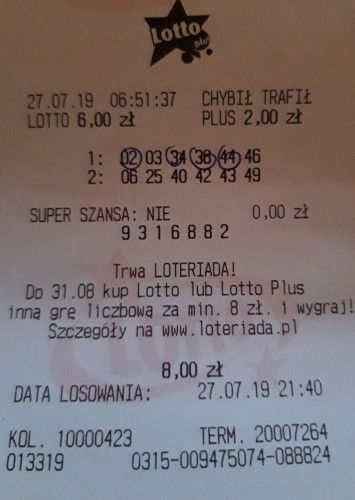 Lotto
plus
27.07.19 06:51:37 CHYBIŁ TRAFIŁ
LOTTO 6,00 zł PLUS 2,00 zł
1: 02 03 34 38 44 46
2: 06 25 40 42 43 49
SUPER SZANSA: NIE 0,00 zł
9316882
Trwa LOTERIADA!
Do 31.08 kup Lotto lub Lotto Plus
inną grę liczbową za min. 8 zł. i wygraj!
Szczegóły na www.loteriada.pl
8,00 zł
DATA LOSOWANIA: 27.07.19 21:40
KOL. 10000423 TERM. 20007264
013319 0315-009475074-088824